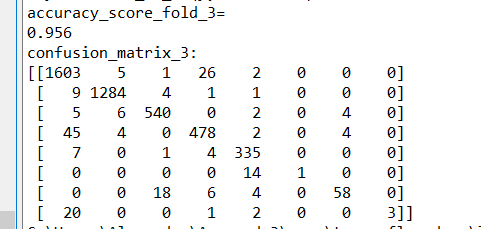 accuracy_score_fold_3=
0.956
confusion_matrix_3:
[[1603    5    1   26    2    0    0    0]
 [   9 1284    4    1    1    0    0    0]
 [   5    6  540    0    2    0    4    0]
 [  45    4    0  478    2    0    4    0]
 [   7    0    1    4  335    0    0    0]
 [   0    0    0    0   14    1    0    0]
 [   0    0   18    6    4    0   58    0]
 [  20    0    0    1    2    0    0    3]]